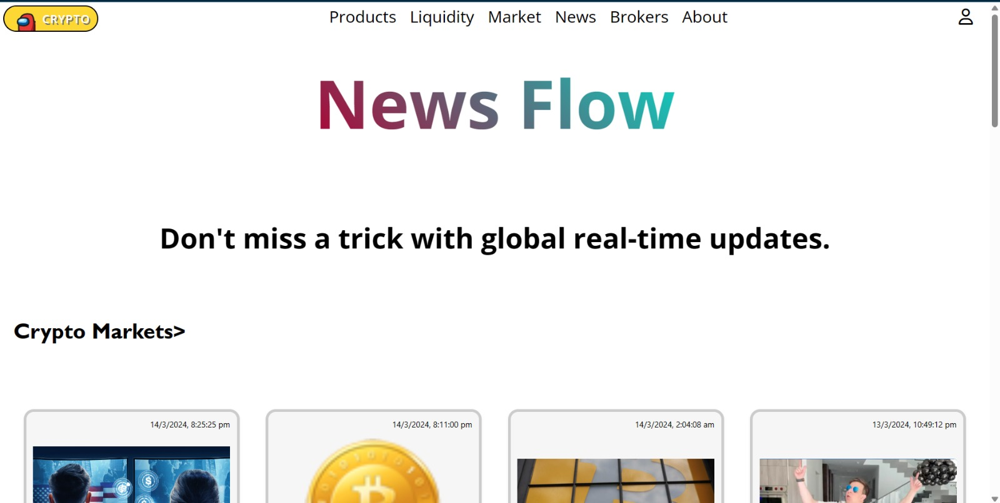 CRYPTO
Products Liquidity Market News Brokers About
News Flow
Don't miss a trick with global real-time updates.
Crypto Markets>
14/3/2024, 8:25:25 pm
14/3/2024, 8:11:00 pm
14/3/2024, 2:04:08 am
13/3/2024, 10:49:12 pm